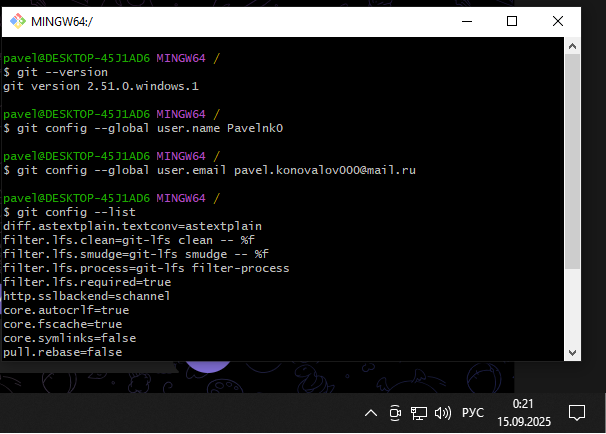 MINGW64:/
pavel@DESKTOP-45J1AD6 MINGW64 /
$ git --version
git version 2.51.0.windows.1
pavel@DESKTOP-45J1AD6 MINGW64 /
$ git config --global user.name Pavelnk0
pavel@DESKTOP-45J1AD6 MINGW64 /
$ git config --global user.email pavel.konovalov000@mail.ru
pavel@DESKTOP-45J1AD6 MINGW64 /
$ git config --list
diff.astextplain.textconv=astextplain
filter.lfs.clean=git-lfs clean -- %f
filter.lfs.smudge=git-lfs smudge -- %f
filter.lfs.process=git-lfs filter-process
filter.lfs.required=true
http.sslbackend=schannel
core.autocrlf=true
core.fscache=true
core.symlinks=false
pull.rebase=false
РУС
0:21
15.09.2025